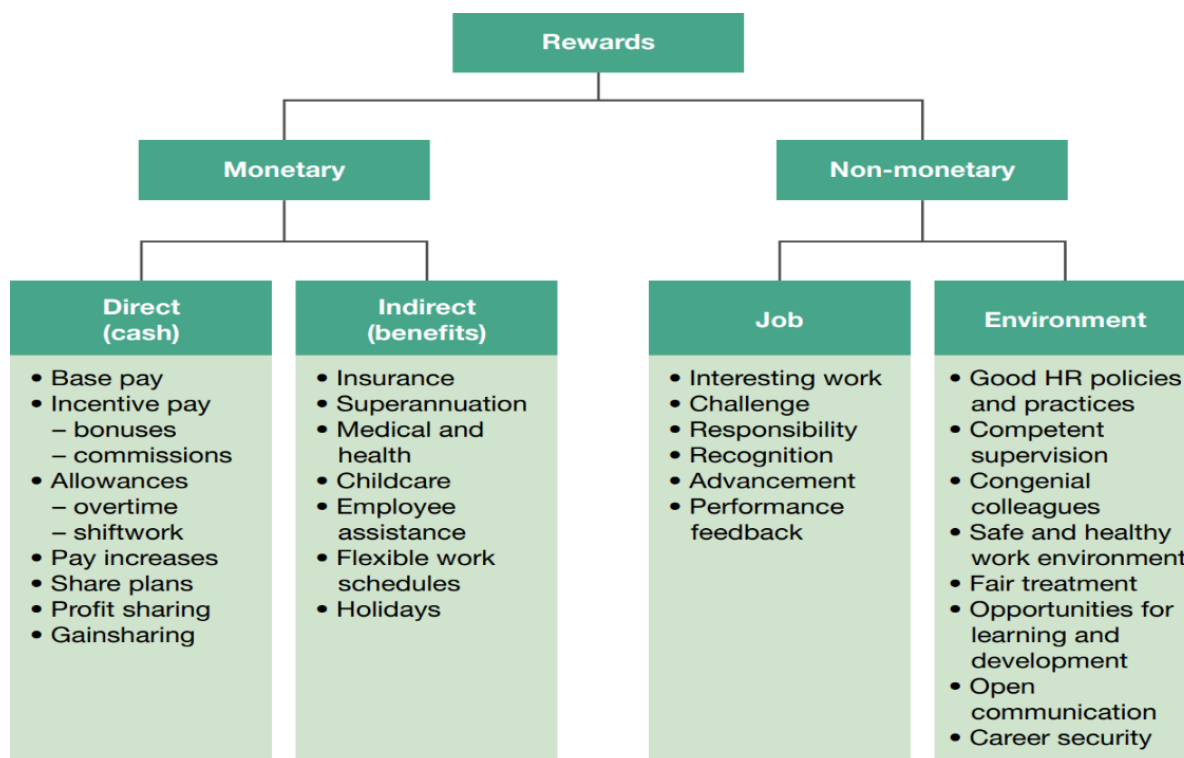 Rewards
Monetary
Non-monetary
Direct
(cash)
• Base pay
• Incentive pay
– bonuses
– commissions
• Allowances
– overtime
– shiftwork
• Pay increases
• Share plans
• Profit sharing
• Gainsharing
Indirect
(benefits)
• Insurance
• Superannuation
• Medical and
health
• Childcare
• Employee
assistance
• Flexible work
schedules
• Holidays
Job
• Interesting work
• Challenge
• Responsibility
• Recognition
• Advancement
• Performance
feedback
Environment
• Good HR policies
and practices
• Competent
supervision
• Congenial
colleagues
• Safe and healthy
work environment
• Fair treatment
• Opportunities for
learning and
development
• Open
communication
• Career security